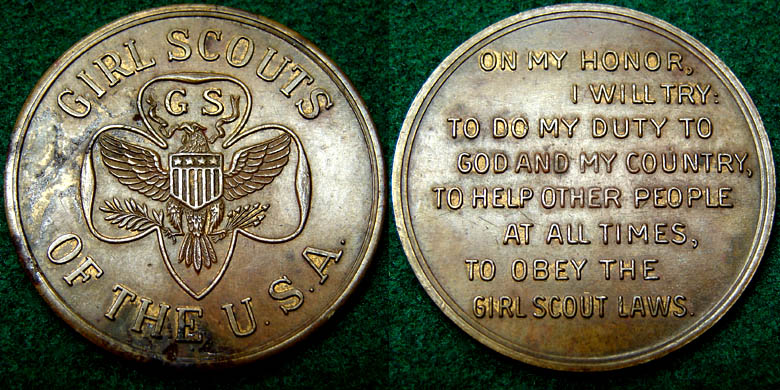 GIRL SCOUTS
G S
OF THE U.S.A.
ON MY HONOR,
I WILL TRY:
TO DO MY DUTY TO
GOD AND MY COUNTRY,
TO HELP OTHER PEOPLE
AT ALL TIMES,
TO OBEY THE
GIRL SCOUT LAWS.